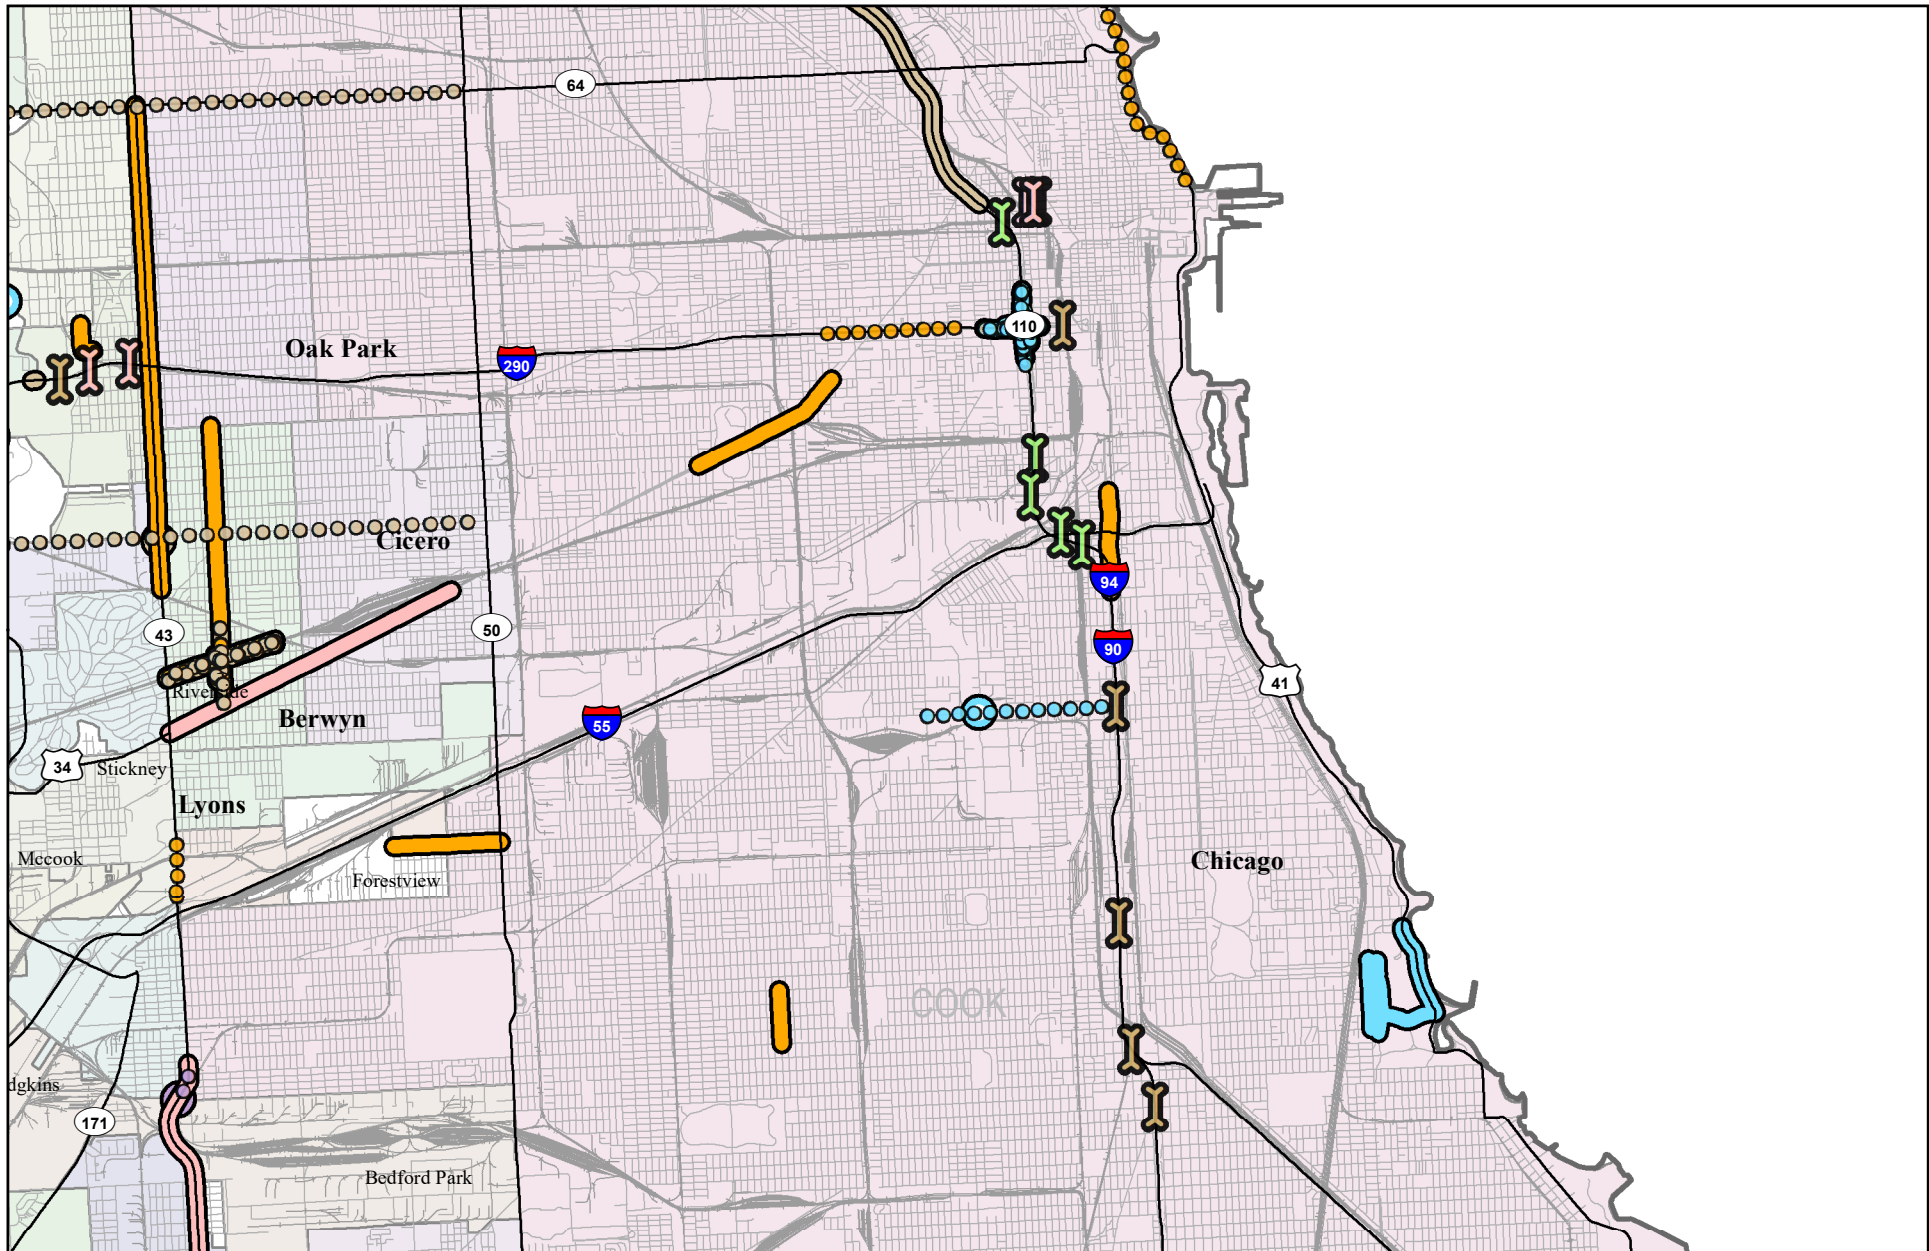 64
110
Oak Park
290
Cicero
94
43
50
90
41
Riverside
Berwyn
55
34
Stickney
Lyons
Mccook
Chicago
Forestview
COOK
dgkins
171
Bedford Park